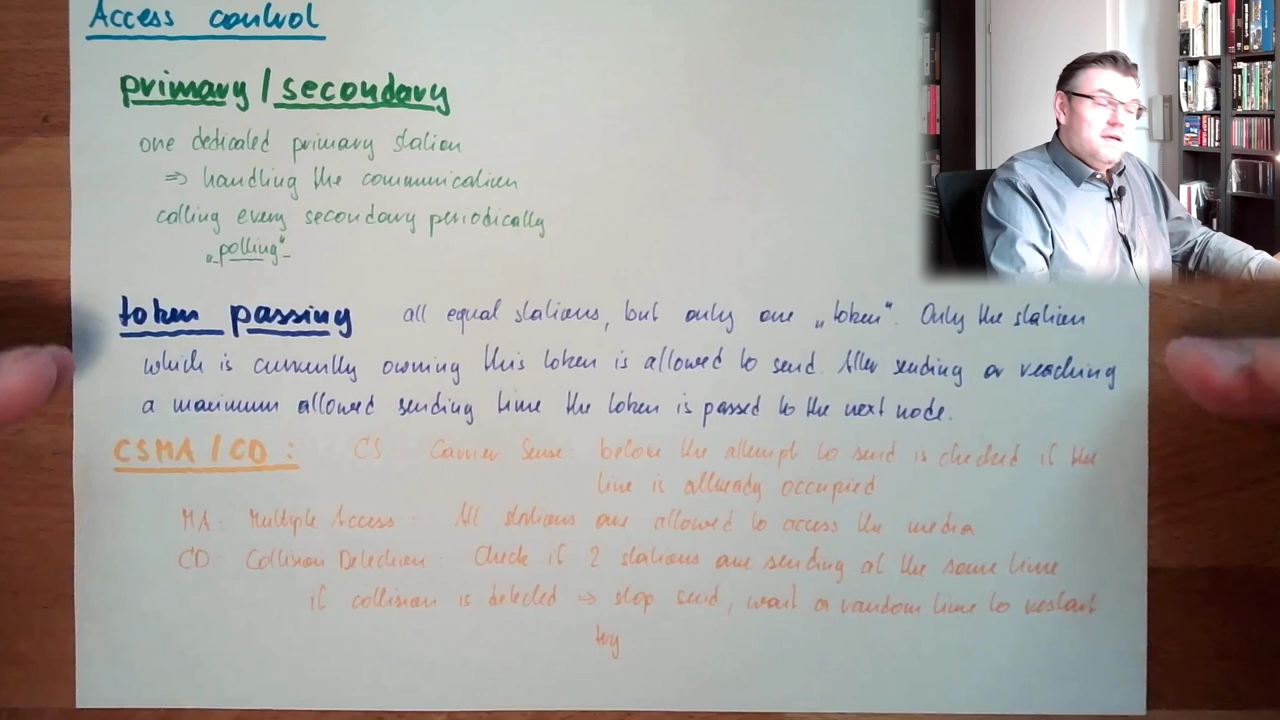 Access control
primary / secondary
one dedicated primary station
⇒ handling the communication
calling every secondary periodically
„polling“
token passing all equal stations, but only one „token“. Only the station
which is currently owning this token is allowed to send. After sending or reaching
a maximum allowed sending time the token is passed to the next node.
CSMA / CD: CS Carrier Sense before the attempt to send is checked if the
line is allready occupied
MA: Multiple Access: All stations are allowed to access the media
CD: Collision Detection: Check if 2 stations are sending at the same time
if collision is detected ⇒ stop send, wait a random time to restart
try